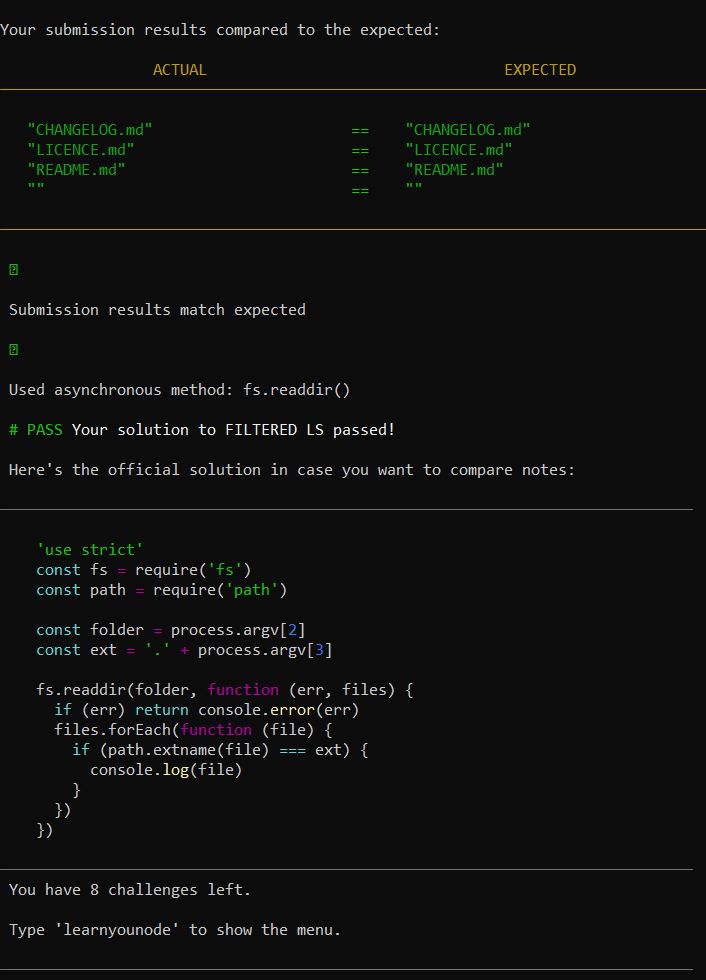 Your submission results compared to the expected:
ACTUAL EXPECTED
"CHANGELOG.md" == "CHANGELOG.md"
"LICENCE.md" == "LICENCE.md"
"README.md" == "README.md"
"" == ""
Submission results match expected
Used asynchronous method: fs.readdir()
# PASS Your solution to FILTERED LS passed!
Here's the official solution in case you want to compare notes:
'use strict'
const fs = require('fs')
const path = require('path')
const folder = process.argv[2]
const ext = '.' + process.argv[3]
fs.readdir(folder, function (err, files) {
if (err) return console.error(err)
files.forEach(function (file) {
if (path.extname(file) === ext) {
console.log(file)
}
})
})
You have 8 challenges left.
Type 'learnyounode' to show the menu.